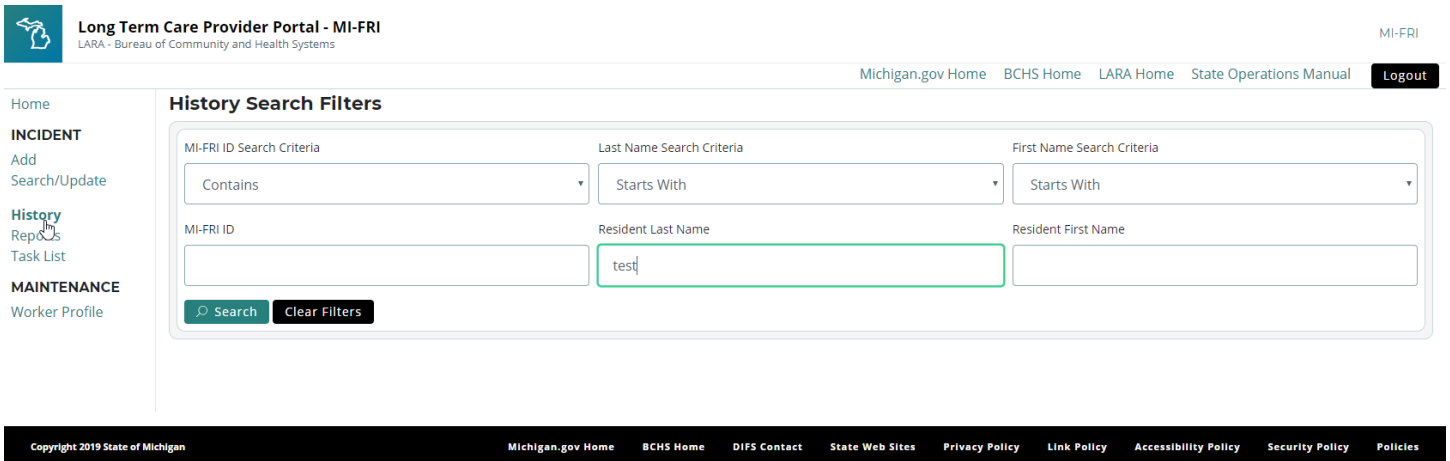 Long Term Care Provider Portal - MI-FRI
LARA - Bureau of Community and Health Systems
MI-FRI
Michigan.gov Home BCHS Home LARA Home State Operations Manual Logout
Home
INCIDENT
Add
Search/Update
History
Reports
Task List
MAINTENANCE
Worker Profile
History Search Filters
MI-FRI ID Search Criteria Last Name Search Criteria First Name Search Criteria
Contains Starts With Starts With
MI-FRI ID Resident Last Name Resident First Name
test
Search Clear Filters
Copyright 2019 State of Michigan Michigan.gov Home BCHS Home DIFS Contact State Web Sites Privacy Policy Link Policy Accessibility Policy Security Policy Policies